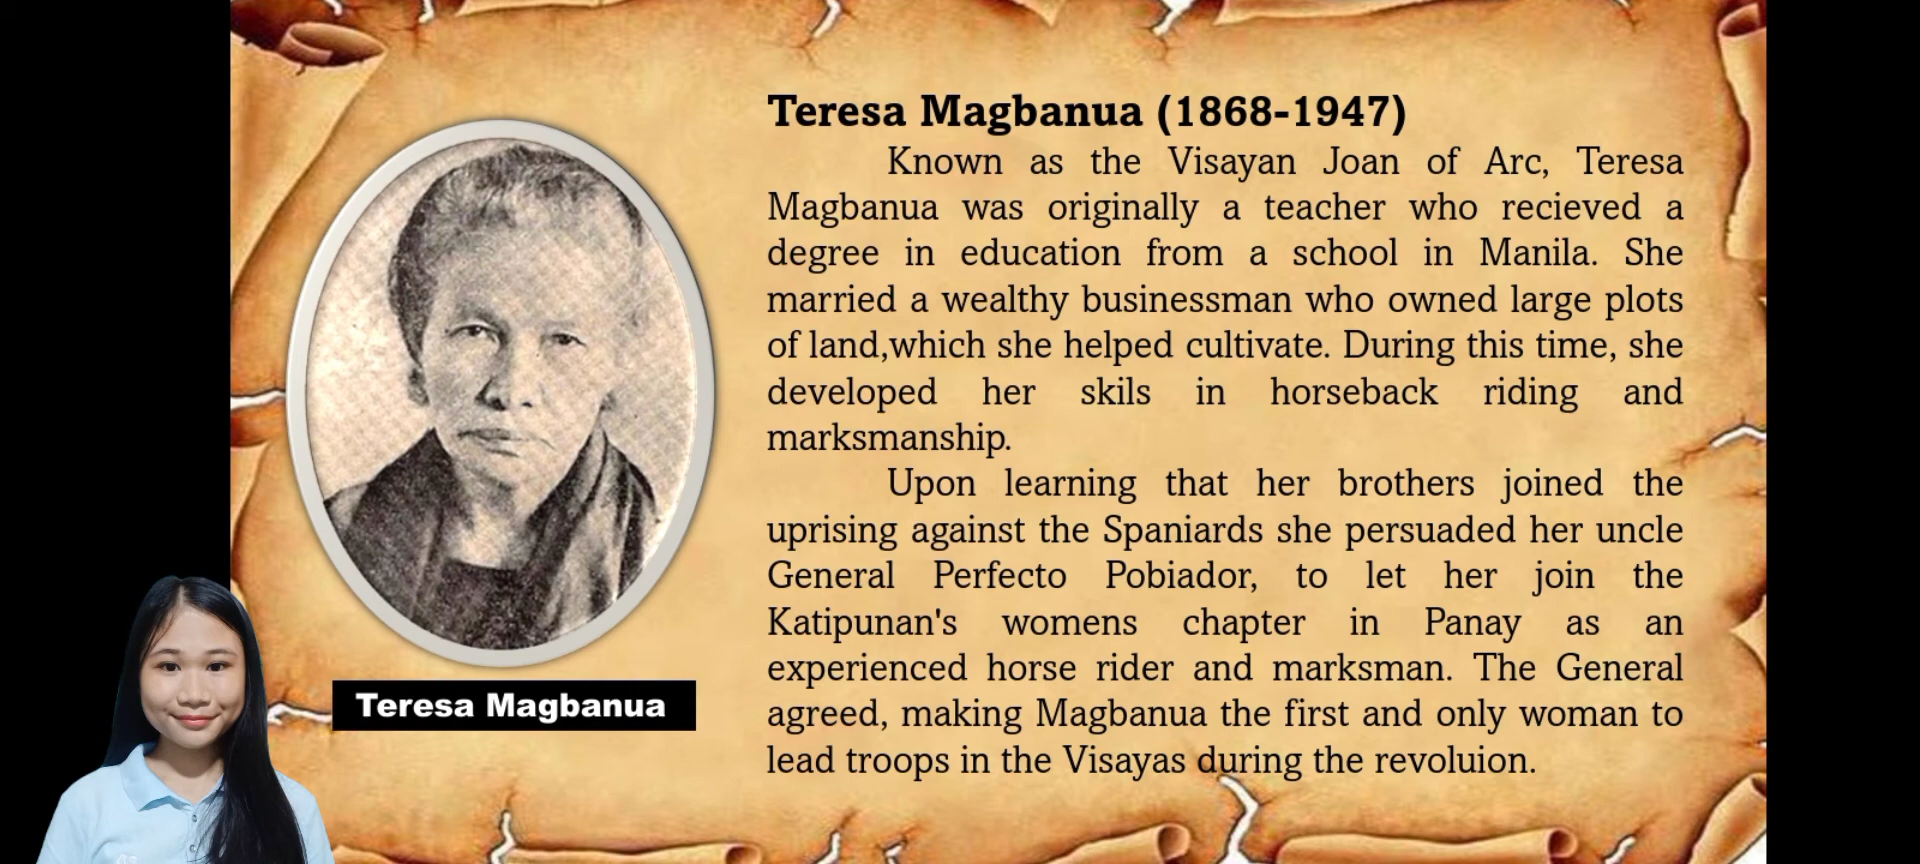 Teresa Magbanua (1868-1947)
Known as the Visayan Joan of Arc, Teresa
Magbanua was originally a teacher who recieved a
degree in education from a school in Manila. She
married a wealthy businessman who owned large plots
of land,which she helped cultivate. During this time, she
developed her skils in horseback riding and
marksmanship.
Upon learning that her brothers joined the
uprising against the Spaniards she persuaded her uncle
General Perfecto Pobiador, to let her join the
Katipunan's womens chapter in Panay as an
experienced horse rider and marksman. The General
agreed, making Magbanua the first and only woman to
lead troops in the Visayas during the revoluion.
Teresa Magbanua